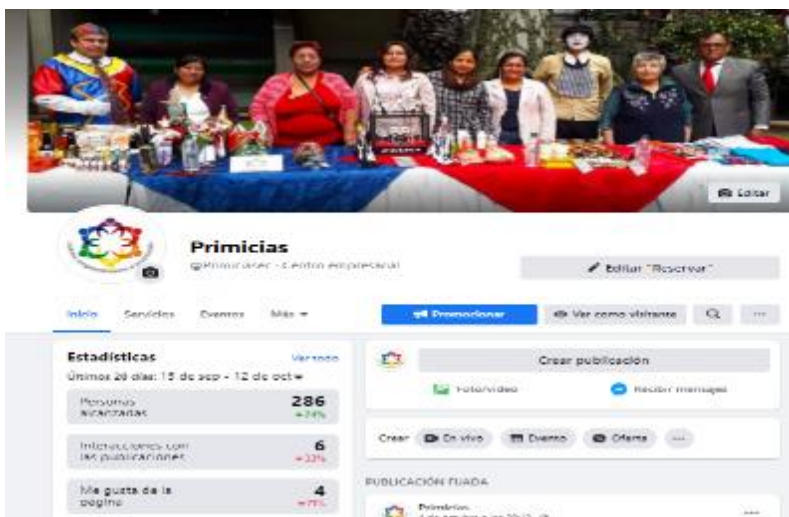 Editar
Primicias
Centro empresarial
Editar "Reservar"
Inicio Servicios Eventos Más
Promocionar Ver como visitante
Estadísticas Ver todo
Últimos 28 días: 15 de sep - 12 de oct
Personas alcanzadas
286
Interacciones con las publicaciones
6
Me gusta de la página
4
Crear publicación
Foto/video Recibir mensajes
Crear En vivo Evento Oferta
PUBLICACIÓN FIJADA
Primicias